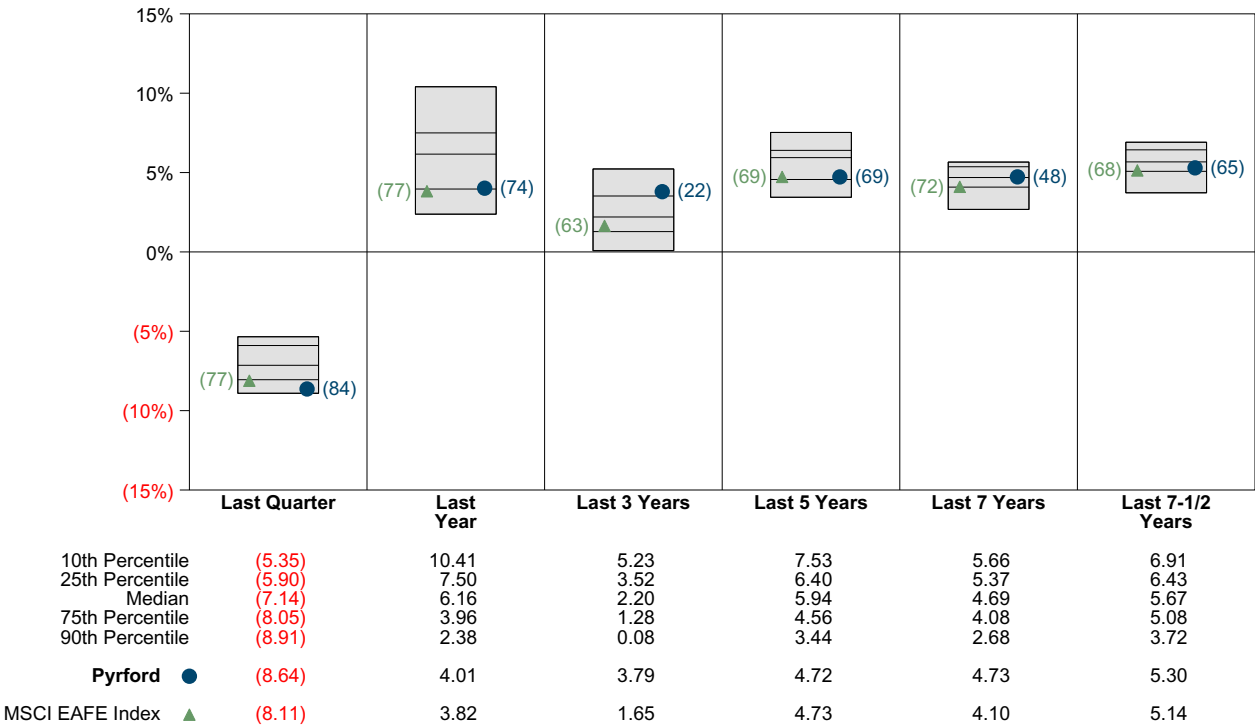 15%
10%
5%
0%
(5%)
(10%)
(15%)
(77) (84)
(77) (74)
(63) (22)
(69) (69)
(72) (48)
(68) (65)
Last Quarter Last Year Last 3 Years Last 5 Years Last 7 Years Last 7-1/2 Years
10th Percentile (5.35) 10.41 5.23 7.53 5.66 6.91
25th Percentile (5.90) 7.50 3.52 6.40 5.37 6.43
Median (7.14) 6.16 2.20 5.94 4.69 5.67
75th Percentile (8.05) 3.96 1.28 4.56 4.08 5.08
90th Percentile (8.91) 2.38 0.08 3.44 2.68 3.72
Pyrford (8.64) 4.01 3.79 4.72 4.73 5.30
MSCI EAFE Index (8.11) 3.82 1.65 4.73 4.10 5.14